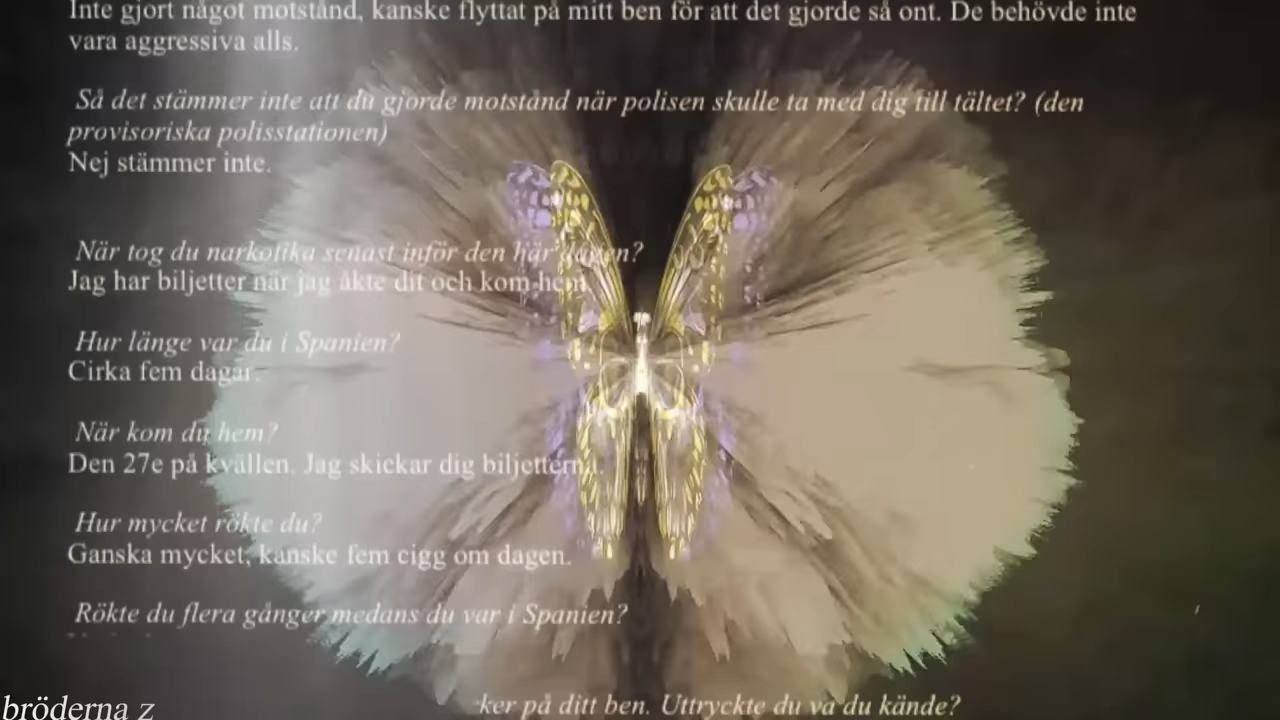 Inte gjort något motstånd, kanske flyttat på mitt ben för att det gjorde så ont. De behövde inte
vara aggressiva alls.
Så det stämmer inte att du gjorde motstånd när polisen skulle ta med dig till tältet? (den
provisoriska polisstationen)
Nej stämmer inte.
När tog du narkotika senast inför den här dagen?
Jag har biljetter när jag åkte dit och kom hem.
Hur länge var du i Spanien?
Cirka fem dagar.
När kom du hem?
Den 27e på kvällen. Jag skickar dig biljetterna.
Hur mycket rökte du?
Ganska mycket, kanske fem cigg om dagen.
Rökte du flera gånger medans du var i Spanien?
på ditt ben. Uttryckte du va du kände?
bröderna z